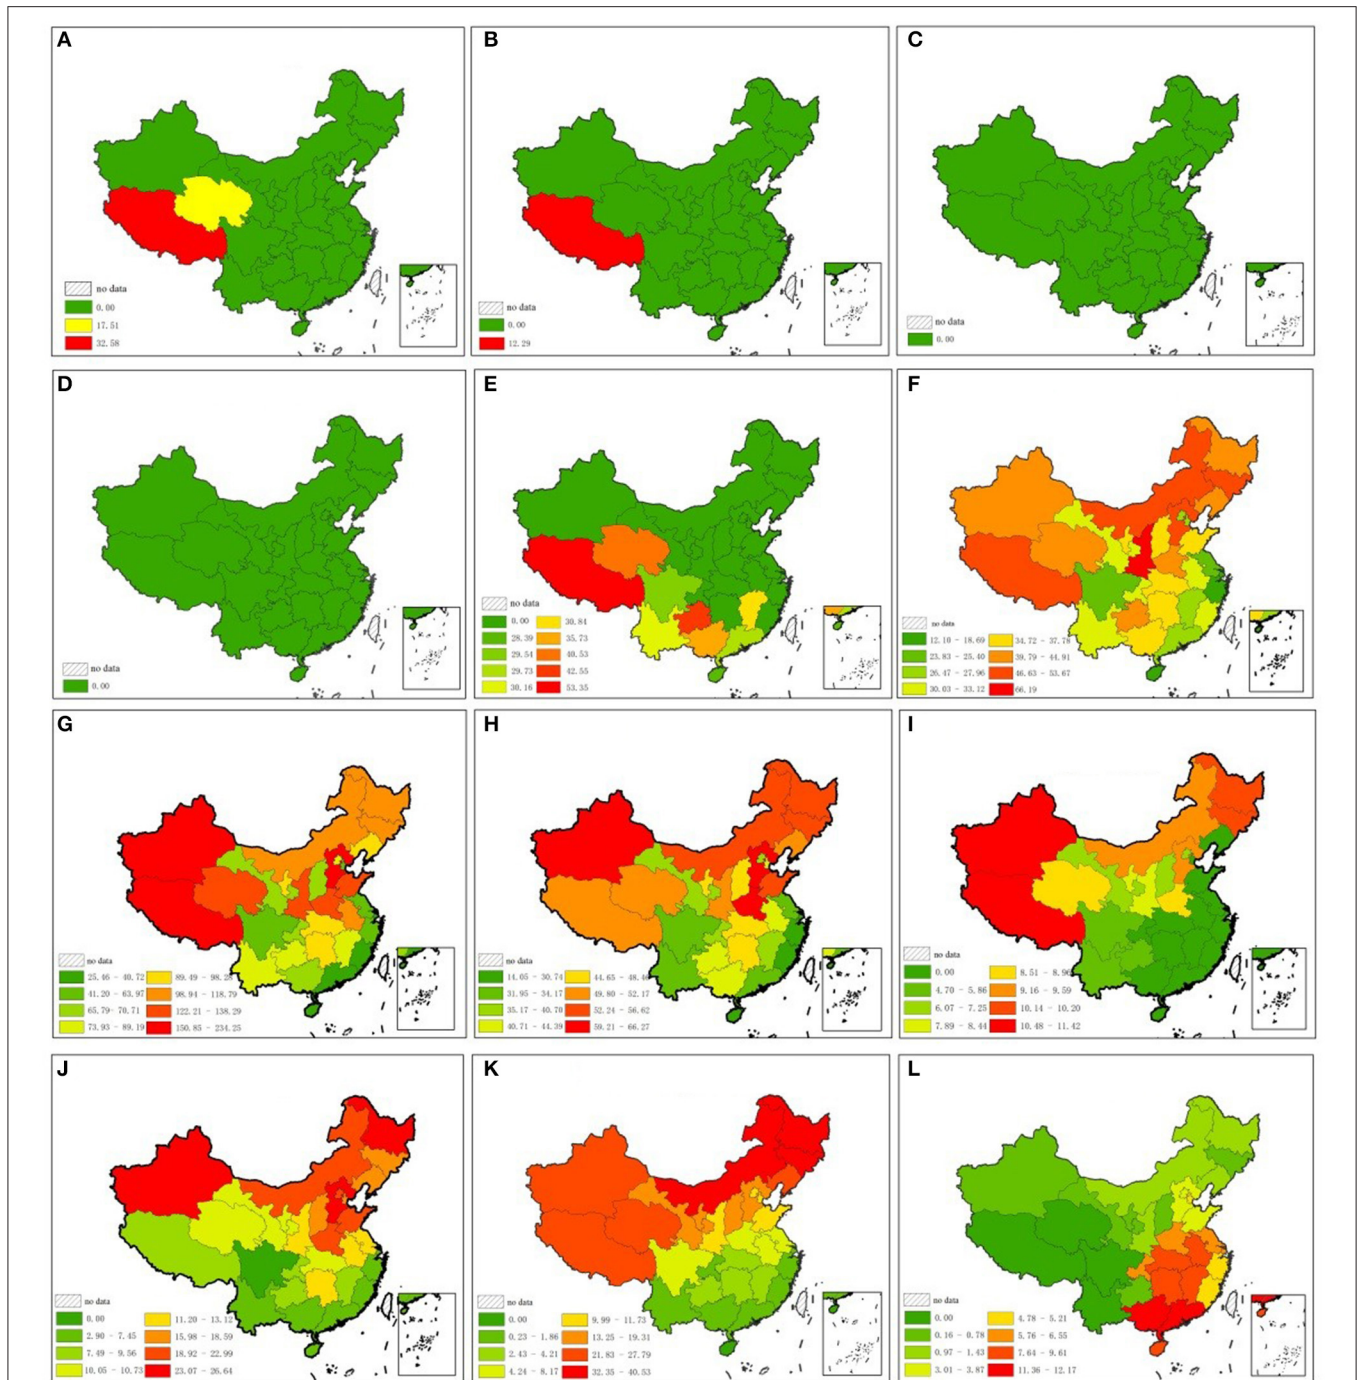 A
no data
0.00
17.51
32.58
B
no data
0.00
12.29
C
no data
0.00
D
no data
0.00
E
no data
0.00 30.84
28.39 35.73
29.54 40.53
29.73 42.55
30.16 53.35
F
no data
12.10 - 18.69 34.72 - 37.78
23.83 - 25.40 39.79 - 44.91
26.47 - 27.96 46.63 - 53.67
30.03 - 33.12 66.19
G
no data
25.46 - 40.72 89.49 - 98.28
41.20 - 63.97 98.94 - 118.79
65.79 - 70.71 122.21 - 138.29
73.93 - 89.19 150.85 - 234.25
H
no data
14.05 - 30.74 44.65 - 48.46
31.95 - 34.17 49.80 - 52.17
35.17 - 40.70 52.24 - 56.62
40.71 - 44.39 59.21 - 66.27
I
no data
0.00 8.51 - 8.96
4.70 - 5.86 9.16 - 9.59
6.07 - 7.25 10.14 - 10.20
7.89 - 8.44 10.48 - 11.42
J
no data
0.00 11.20 - 13.12
2.90 - 7.45 15.98 - 18.59
7.49 - 9.56 18.92 - 22.99
10.05 - 10.73 23.07 - 26.64
K
no data
0.00 9.99 - 11.73
0.23 - 1.86 13.25 - 19.31
2.43 - 4.21 21.83 - 27.79
4.24 - 8.17 32.35 - 40.53
L
no data
0.00 4.78 - 5.21
0.16 - 0.78 5.76 - 6.55
0.97 - 1.43 7.64 - 9.61
3.01 - 3.87 11.36 - 12.17